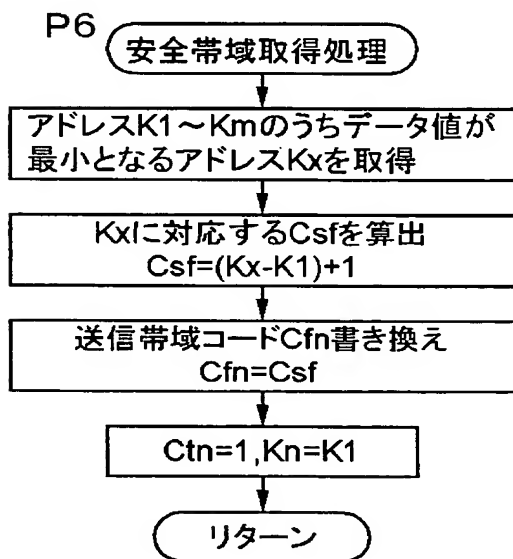 P6
安全帯域取得処理
アドレスK1～Kmのうちデータ値が
最小となるアドレスKxを取得
Kxに対応するCsfを算出
Csf=(Kx-K1)+1
送信帯域コードCfn書き換え
Cfn=Csf
Ctn=1,Kn=K1
リターン